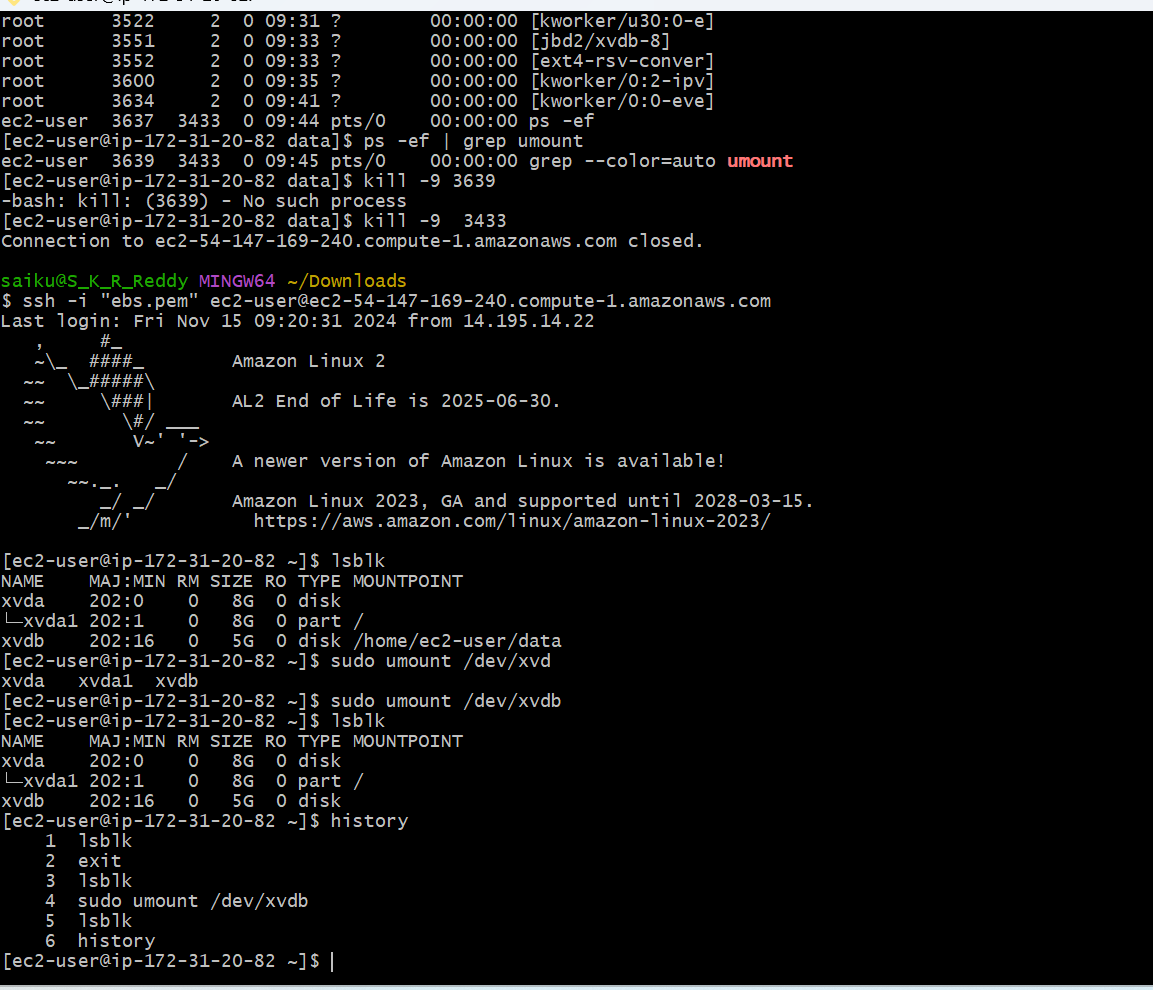 root      3522     2  0 09:31 ?        00:00:00 [kworker/u30:0-e]
root      3551     2  0 09:33 ?        00:00:00 [jbd2/xvdb-8]
root      3552     2  0 09:33 ?        00:00:00 [ext4-rsv-conver]
root      3600     2  0 09:35 ?        00:00:00 [kworker/0:2-ipv]
root      3634     2  0 09:41 ?        00:00:00 [kworker/0:0-eve]
ec2-user  3637  3433  0 09:44 pts/0    00:00:00 ps -ef
[ec2-user@ip-172-31-20-82 data]$ ps -ef | grep umount
ec2-user  3639  3433  0 09:45 pts/0    00:00:00 grep --color=auto umount
[ec2-user@ip-172-31-20-82 data]$ kill -9 3639
-bash: kill: (3639) - No such process
[ec2-user@ip-172-31-20-82 data]$ kill -9  3433
Connection to ec2-54-147-169-240.compute-1.amazonaws.com closed.

saiku@S_K_R_Reddy MINGW64 ~/Downloads
$ ssh -i "ebs.pem" ec2-user@ec2-54-147-169-240.compute-1.amazonaws.com
Last login: Fri Nov 15 09:20:31 2024 from 14.195.14.22
   ,     #_
   ~\_  ####_        Amazon Linux 2
  ~~  \_#####\
  ~~     \###|       AL2 End of Life is 2025-06-30.
  ~~       \#/ ___
   ~~       V~' '->
    ~~~         /    A newer version of Amazon Linux is available!
      ~~._.   _/
         _/ _/       Amazon Linux 2023, GA and supported until 2028-03-15.
       _/m/'           https://aws.amazon.com/linux/amazon-linux-2023/

[ec2-user@ip-172-31-20-82 ~]$ lsblk
NAME    MAJ:MIN RM SIZE RO TYPE MOUNTPOINT
xvda    202:0    0   8G  0 disk
└─xvda1 202:1    0   8G  0 part /
xvdb    202:16   0   5G  0 disk /home/ec2-user/data
[ec2-user@ip-172-31-20-82 ~]$ sudo umount /dev/xvd
xvda   xvda1  xvdb
[ec2-user@ip-172-31-20-82 ~]$ sudo umount /dev/xvdb
[ec2-user@ip-172-31-20-82 ~]$ lsblk
NAME    MAJ:MIN RM SIZE RO TYPE MOUNTPOINT
xvda    202:0    0   8G  0 disk
└─xvda1 202:1    0   8G  0 part /
xvdb    202:16   0   5G  0 disk
[ec2-user@ip-172-31-20-82 ~]$ history
    1  lsblk
    2  exit
    3  lsblk
    4  sudo umount /dev/xvdb
    5  lsblk
    6  history
[ec2-user@ip-172-31-20-82 ~]$